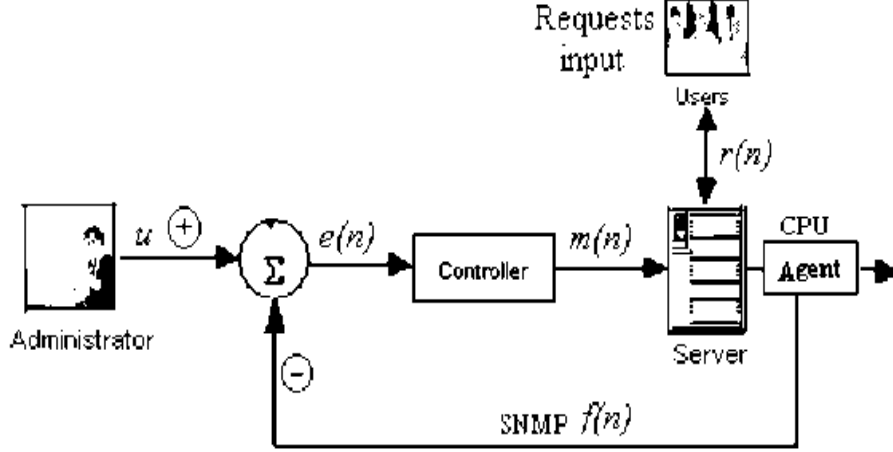 Requests
input
Users
r(n)
u +
e(n)
m(n)
CPU
Σ
Controller
Agent
Administrator
Server
−
SNMP f(n)